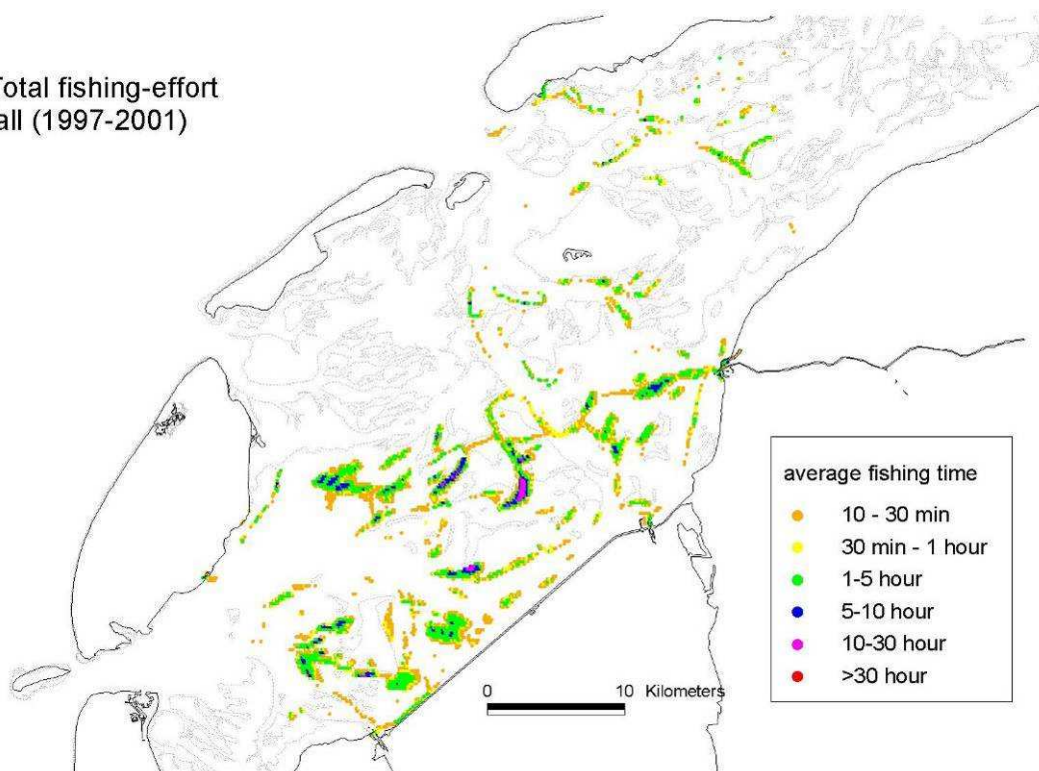 Total fishing-effort
all (1997-2001)
average fishing time
10 - 30 min
30 min - 1 hour
1-5 hour
5-10 hour
10-30 hour
>30 hour
0 10 Kilometers